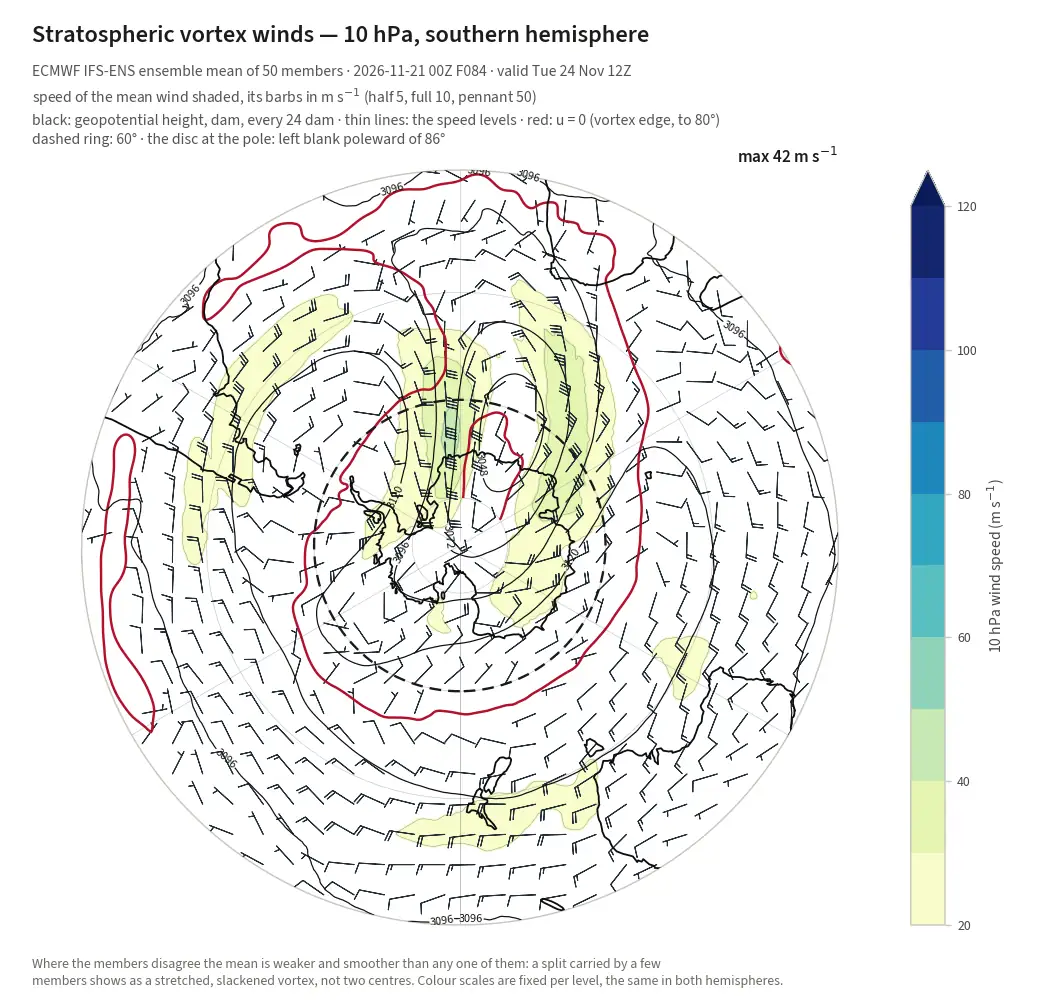 Stratospheric vortex winds — 10 hPa, southern hemisphere
ECMWF IFS-ENS ensemble mean of 50 members · 2026-11-21 00Z F084 · valid Tue 24 Nov 12Z
speed of the mean wind shaded, its barbs in m s⁻¹ (half 5, full 10, pennant 50)
black: geopotential height, dam, every 24 dam · thin lines: the speed levels · red: u = 0 (vortex edge, to 80°)
dashed ring: 60° · the disc at the pole: left blank poleward of 86°
max 42 m s⁻¹
3096
3096
3096
3096
3096
3048
3072
3096
3096
3096
3096
120
100
80
60
40
20
10 hPa wind speed (m s⁻¹)
Where the members disagree the mean is weaker and smoother than any one of them: a split carried by a few
members shows as a stretched, slackened vortex, not two centres. Colour scales are fixed per level, the same in both hemispheres.